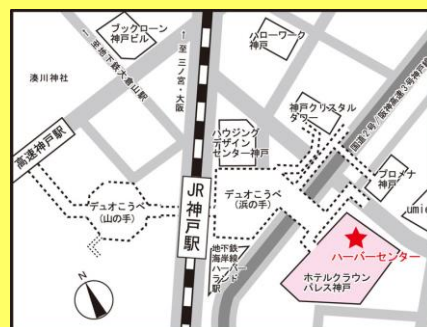 ブックローン
神戸ビル
← 至地下鉄大倉山駅
← 至 三ノ宮・大阪
ハローワーク
神戸
湊川神社
国道2号/阪神高速3号神戸線
神戸クリスタル
タワー
高速神戸駅
ハウジング
デザイン
センター神戸
プロメナ
神戸
デュオこうべ
(山の手)
JR神戸駅
デュオこうべ
(浜の手)
umie
ハーバーセンター
地下鉄
海岸線
ハーバー
ランド
駅
ホテルクラウン
パレス神戸
N